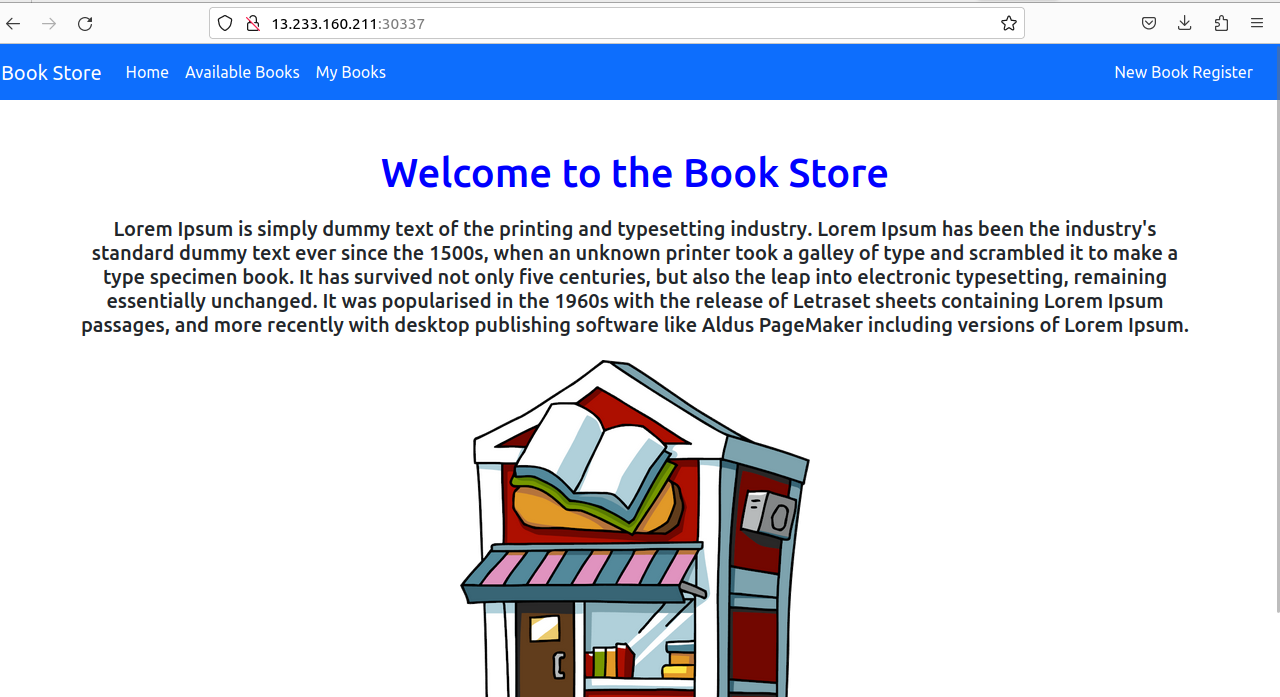 13.233.160.211:30337
Book Store Home Available Books My Books New Book Register
Welcome to the Book Store
Lorem Ipsum is simply dummy text of the printing and typesetting industry. Lorem Ipsum has been the industry's
standard dummy text ever since the 1500s, when an unknown printer took a galley of type and scrambled it to make a
type specimen book. It has survived not only five centuries, but also the leap into electronic typesetting, remaining
essentially unchanged. It was popularised in the 1960s with the release of Letraset sheets containing Lorem Ipsum
passages, and more recently with desktop publishing software like Aldus PageMaker including versions of Lorem Ipsum.